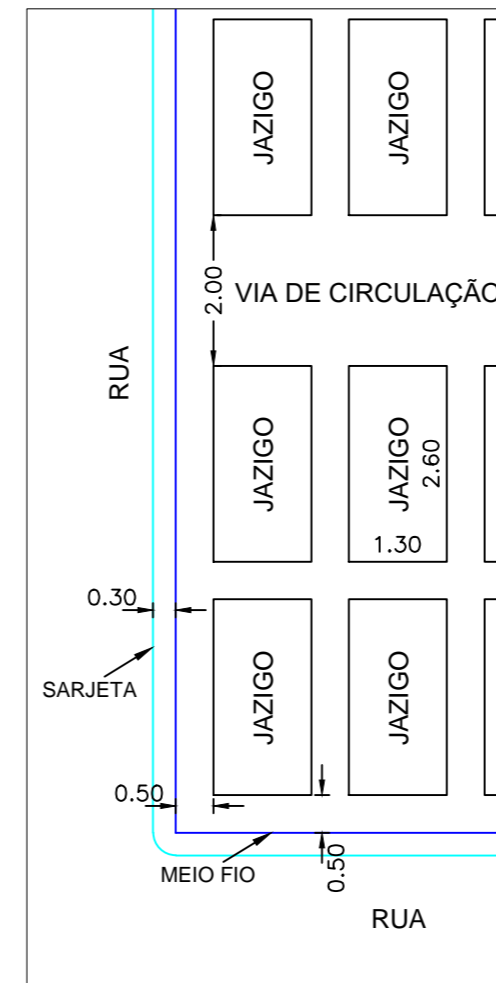 JAZIGO
JAZIGO
2.00
VIA DE CIRCULAÇÃO
RUA
JAZIGO
JAZIGO
2.60
1.30
0.30
SARJETA
JAZIGO
JAZIGO
0.50
MEIO FIO
0.50
RUA